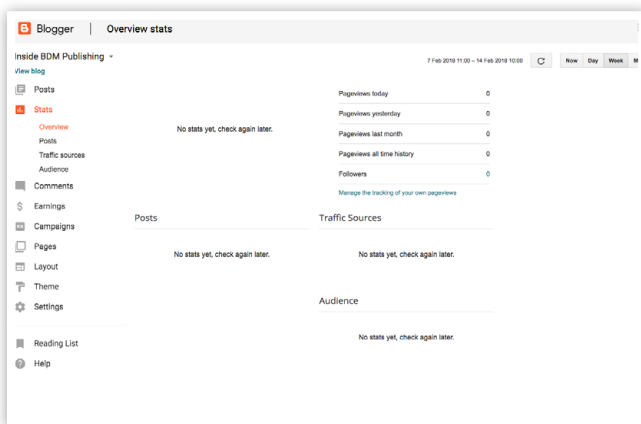 Blogger | Overview stats
Inside BDM Publishing
View blog
7 Feb 2018 11:00 – 14 Feb 2018 10:00
Now Day Week M
Posts
Stats
Overview
Posts
Traffic sources
Audience
Comments
Earnings
Campaigns
Pages
Layout
Theme
Settings
Reading List
Help
No stats yet, check again later.
Pageviews today 0
Pageviews yesterday 0
Pageviews last month 0
Pageviews all time history 0
Followers 0
Manage the tracking of your own pageviews
Posts
No stats yet, check again later.
Traffic Sources
No stats yet, check again later.
Audience
No stats yet, check again later.